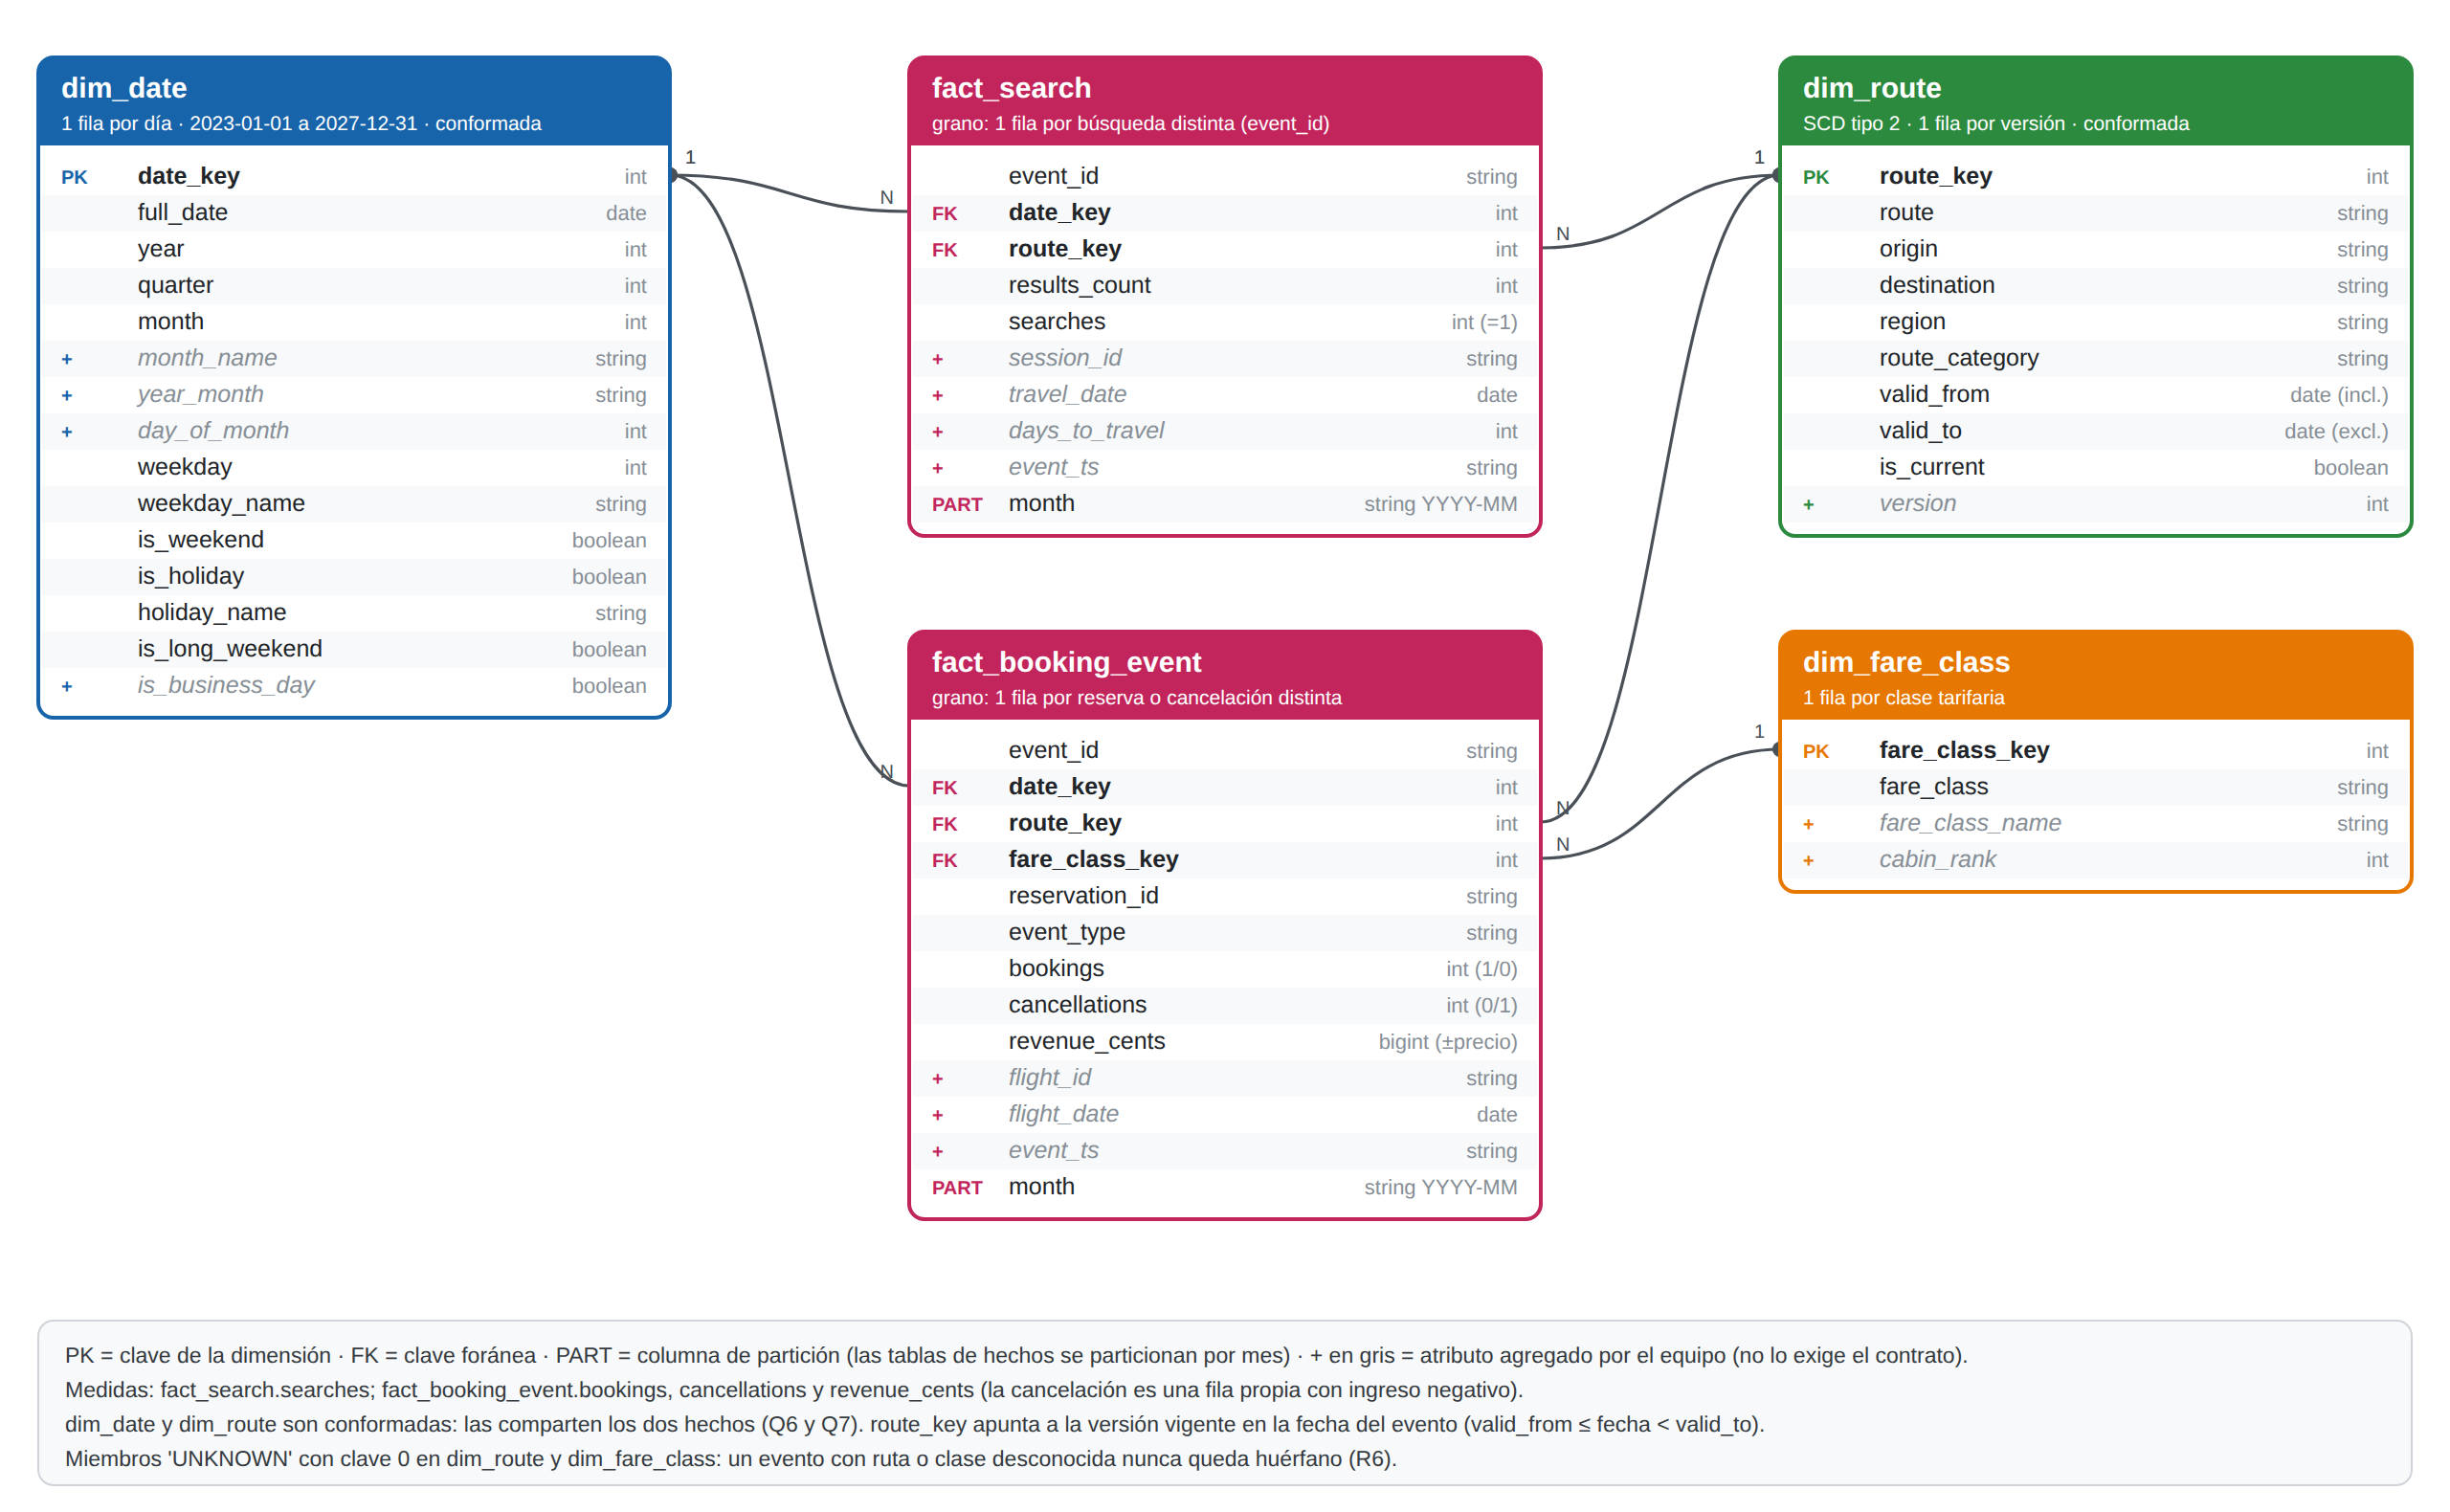 dim_date
1 fila por día · 2023-01-01 a 2027-12-31 · conformada
PK date_key int
full_date date
year int
quarter int
month int
+ month_name string
+ year_month string
+ day_of_month int
weekday int
weekday_name string
is_weekend boolean
is_holiday boolean
holiday_name string
is_long_weekend boolean
+ is_business_day boolean
1
N
N
fact_search
grano: 1 fila por búsqueda distinta (event_id)
event_id string
FK date_key int
FK route_key int
results_count int
searches int (=1)
+ session_id string
+ travel_date date
+ days_to_travel int
+ event_ts string
PART month string YYYY-MM
N
1
dim_route
SCD tipo 2 · 1 fila por versión · conformada
PK route_key int
route string
origin string
destination string
region string
route_category string
valid_from date (incl.)
valid_to date (excl.)
is_current boolean
+ version int
fact_booking_event
grano: 1 fila por reserva o cancelación distinta
event_id string
FK date_key int
FK route_key int
FK fare_class_key int
reservation_id string
event_type string
bookings int (1/0)
cancellations int (0/1)
revenue_cents bigint (±precio)
+ flight_id string
+ flight_date date
+ event_ts string
PART month string YYYY-MM
N
N
1
dim_fare_class
1 fila por clase tarifaria
PK fare_class_key int
fare_class string
+ fare_class_name string
+ cabin_rank int
PK = clave de la dimensión · FK = clave foránea · PART = columna de partición (las tablas de hechos se particionan por mes) · + en gris = atributo agregado por el equipo (no lo exige el contrato).
Medidas: fact_search.searches; fact_booking_event.bookings, cancellations y revenue_cents (la cancelación es una fila propia con ingreso negativo).
dim_date y dim_route son conformadas: las comparten los dos hechos (Q6 y Q7). route_key apunta a la versión vigente en la fecha del evento (valid_from ≤ fecha < valid_to).
Miembros 'UNKNOWN' con clave 0 en dim_route y dim_fare_class: un evento con ruta o clase desconocida nunca queda huérfano (R6).